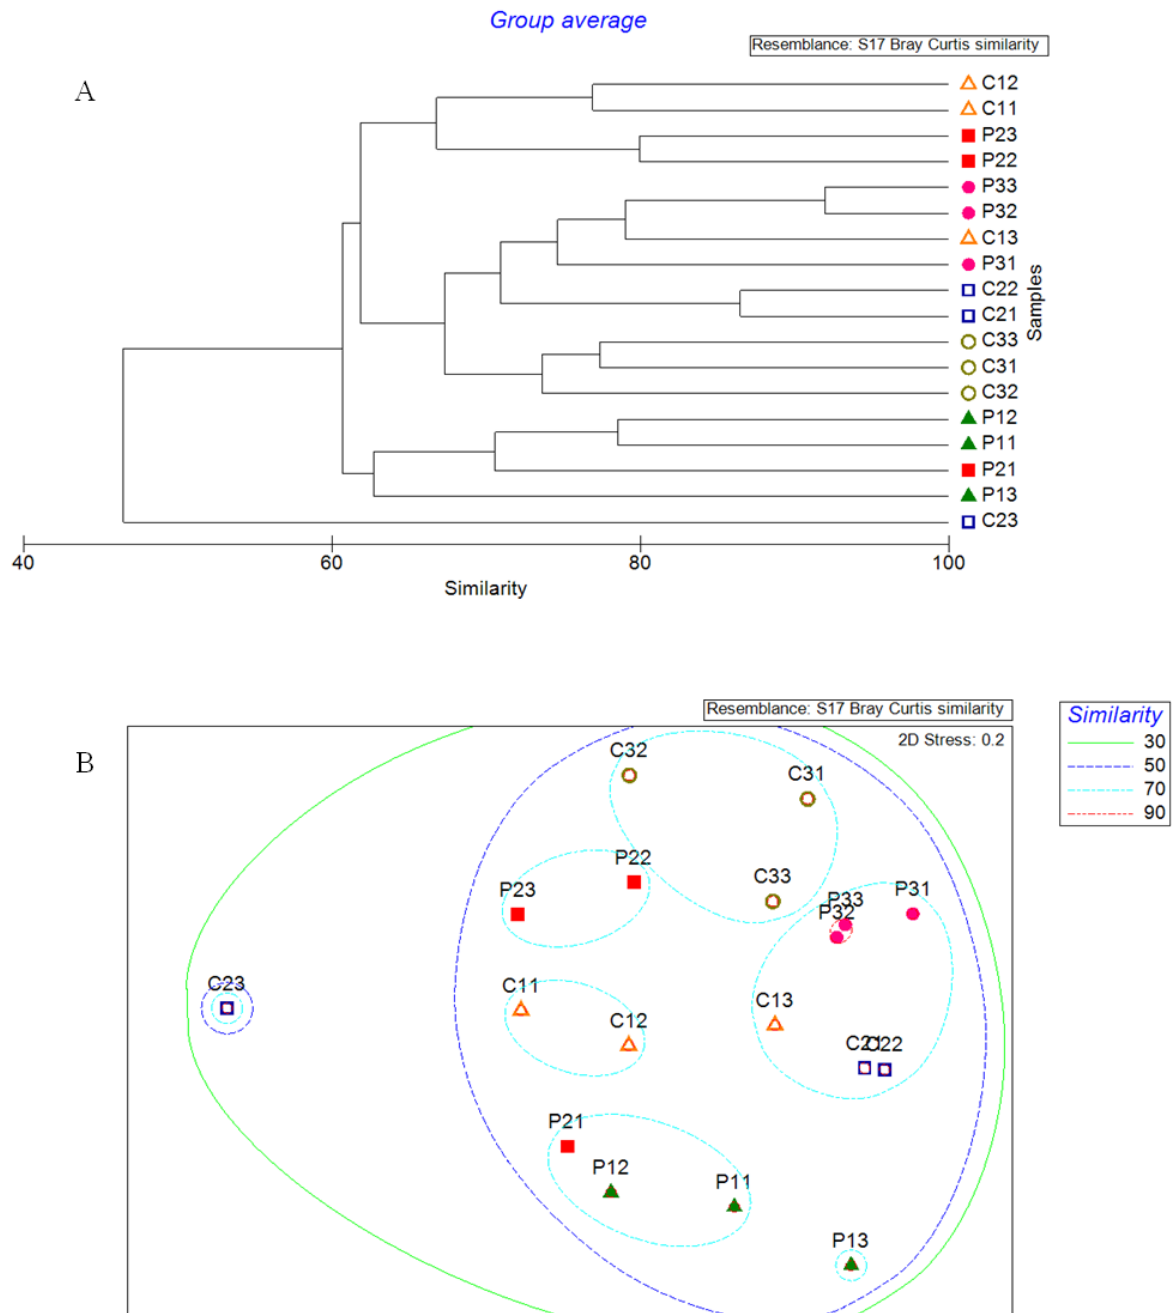 Group average
Resemblance: S17 Bray Curtis similarity
A
C12
C11
P23
P22
P33
P32
C13
P31
C22
C21
C33
C31
C32
P12
P11
P21
P13
C23
Samples
40 60 80 100
Similarity
Resemblance: S17 Bray Curtis similarity
B
2D Stress: 0.2
Similarity
30
50
70
90
C32
C31
P22
P23
C33
P31
P33
P32
C23
C11
C12
C13
C21
C22
P21
P12
P11
P13